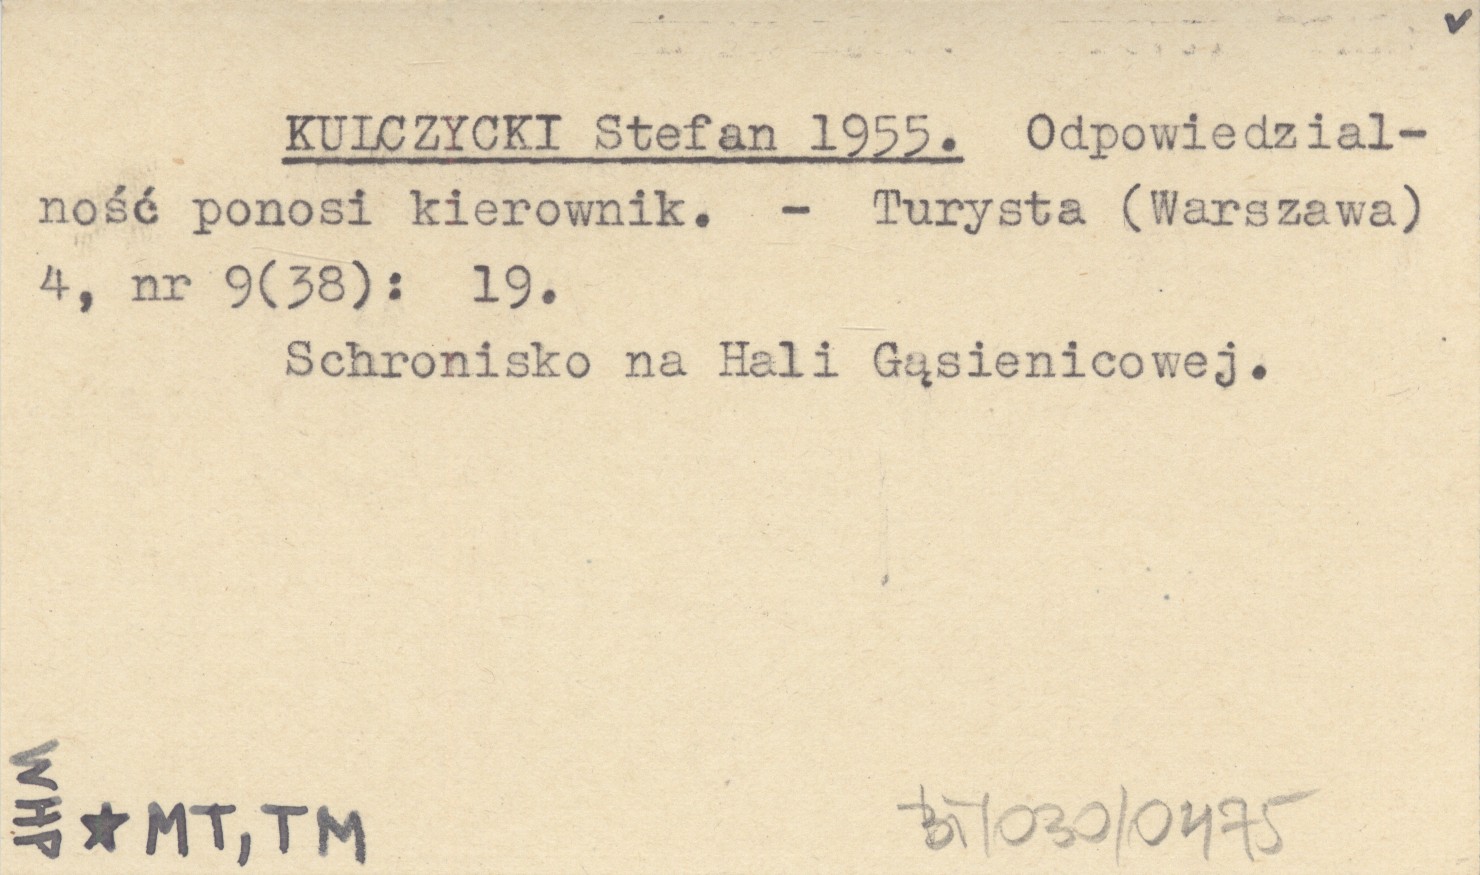 KULCZYCKI Stefan 1955. Odpowiedzial-
ność ponosi kierownik. - Turysta (Warszawa)
4, nr 9(38): 19.
Schronisko na Hali Gąsienicowej.
WHP
★ MT, TM
/030/0475